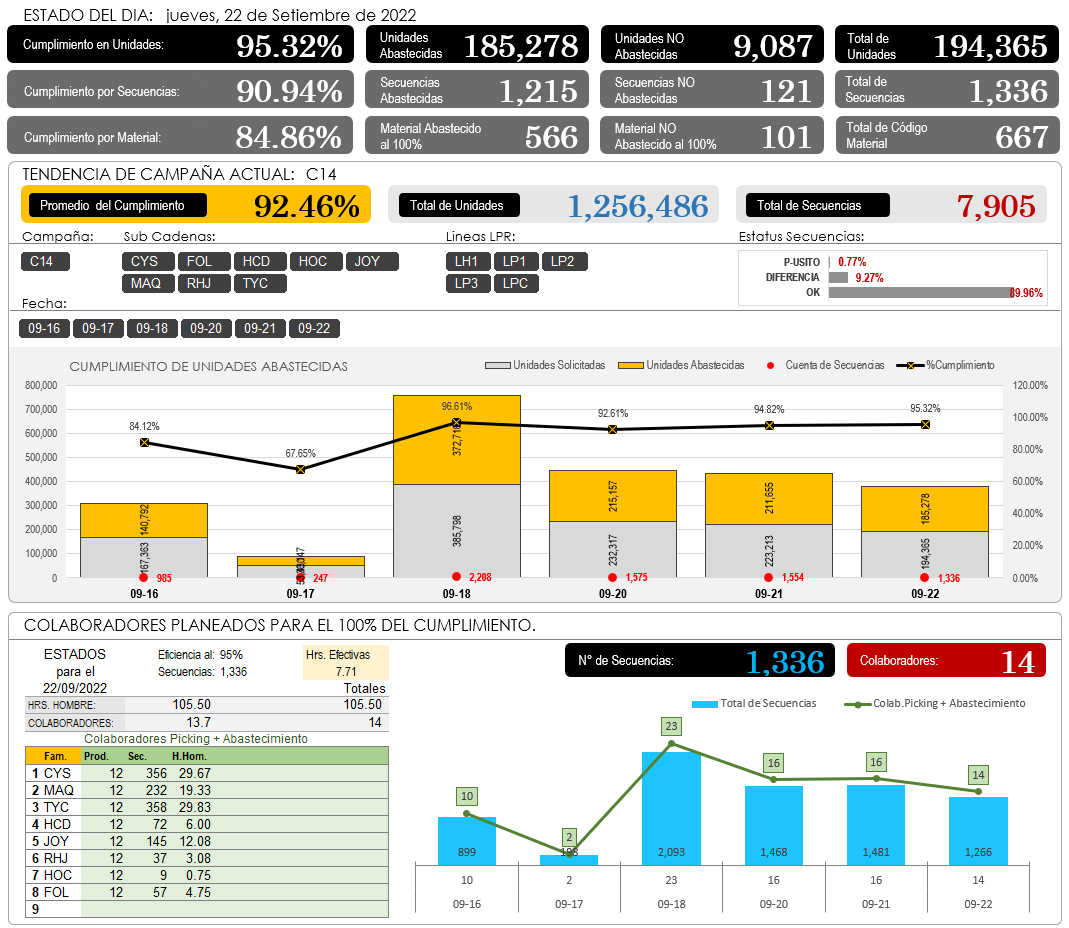 ESTADO DEL DIA: jueves, 22 de Setiembre de 2022
Cumplimiento en Unidades: 95.32%
Unidades Abastecidas 185,278
Unidades NO Abastecidas 9,087
Total de Unidades 194,365
Cumplimiento por Secuencias: 90.94%
Secuencias Abastecidas 1,215
Secuencias NO Abastecidas 121
Total de Secuencias 1,336
Cumplimiento por Material: 84.86%
Material Abastecido al 100% 566
Material NO Abastecido al 100% 101
Total de Código Material 667
TENDENCIA DE CAMPAÑA ACTUAL: C14
Promedio del Cumplimiento 92.46%
Total de Unidades 1,256,486
Total de Secuencias 7,905
Campaña: Sub Cadenas: Lineas LPR: Estatus Secuencias:
C14 CYS FOL HCD HOC JOY LH1 LP1 LP2
MAQ RHJ TYC LP3 LPC
P-USITO 0.77%
DIFERENCIA 9.27%
OK 89.96%
Fecha:
09-16 09-17 09-18 09-20 09-21 09-22
CUMPLIMIENTO DE UNIDADES ABASTECIDAS
Unidades Solicitadas Unidades Abastecidas Cuenta de Secuencias %Cumplimiento
800,000
700,000
600,000
500,000
400,000
300,000
200,000
100,000
0
120.00%
100.00%
80.00%
60.00%
40.00%
20.00%
0.00%
84.12% 67.65% 96.61% 92.61% 94.82% 95.32%
140,792 372,718 215,157 211,655 185,278
167,363 385,798 232,317 223,213 194,365
985 247 2,208 1,575 1,554 1,336
09-16 09-17 09-18 09-20 09-21 09-22
COLABORADORES PLANEADOS PARA EL 100% DEL CUMPLIMIENTO.
ESTADOS
para el
22/09/2022
Eficiencia al: 95%
Secuencias: 1,336
Hrs. Efectivas
7.71
Totales
HRS. HOMBRE: 105.50 105.50
COLABORADORES: 13.7 14
Colaboradores Picking + Abastecimiento
Fam. Prod. Sec. H.Hom.
1 CYS 12 356 29.67
2 MAQ 12 232 19.33
3 TYC 12 358 29.83
4 HCD 12 72 6.00
5 JOY 12 145 12.08
6 RHJ 12 37 3.08
7 HOC 12 9 0.75
8 FOL 12 57 4.75
9
N° de Secuencias: 1,336
Colaboradores: 14
Total de Secuencias Colab.Picking + Abastecimiento
10 2 23 16 16 14
899 2,093 1,468 1,481 1,266
10 2 23 16 16 14
09-16 09-17 09-18 09-20 09-21 09-22